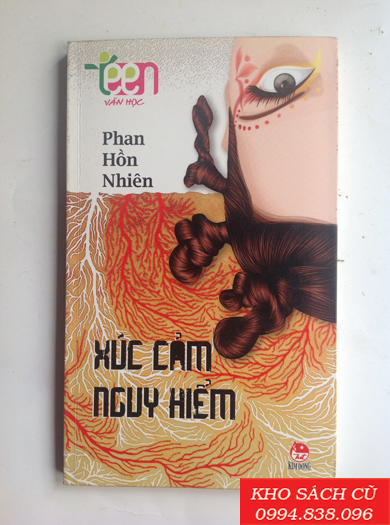 teen
VĂN HỌC
Phan
Hồn
Nhiên
XÚC CẢM
NGUY HIỂM
KIM ĐỒNG
KHO SÁCH CŨ
0994.838.096